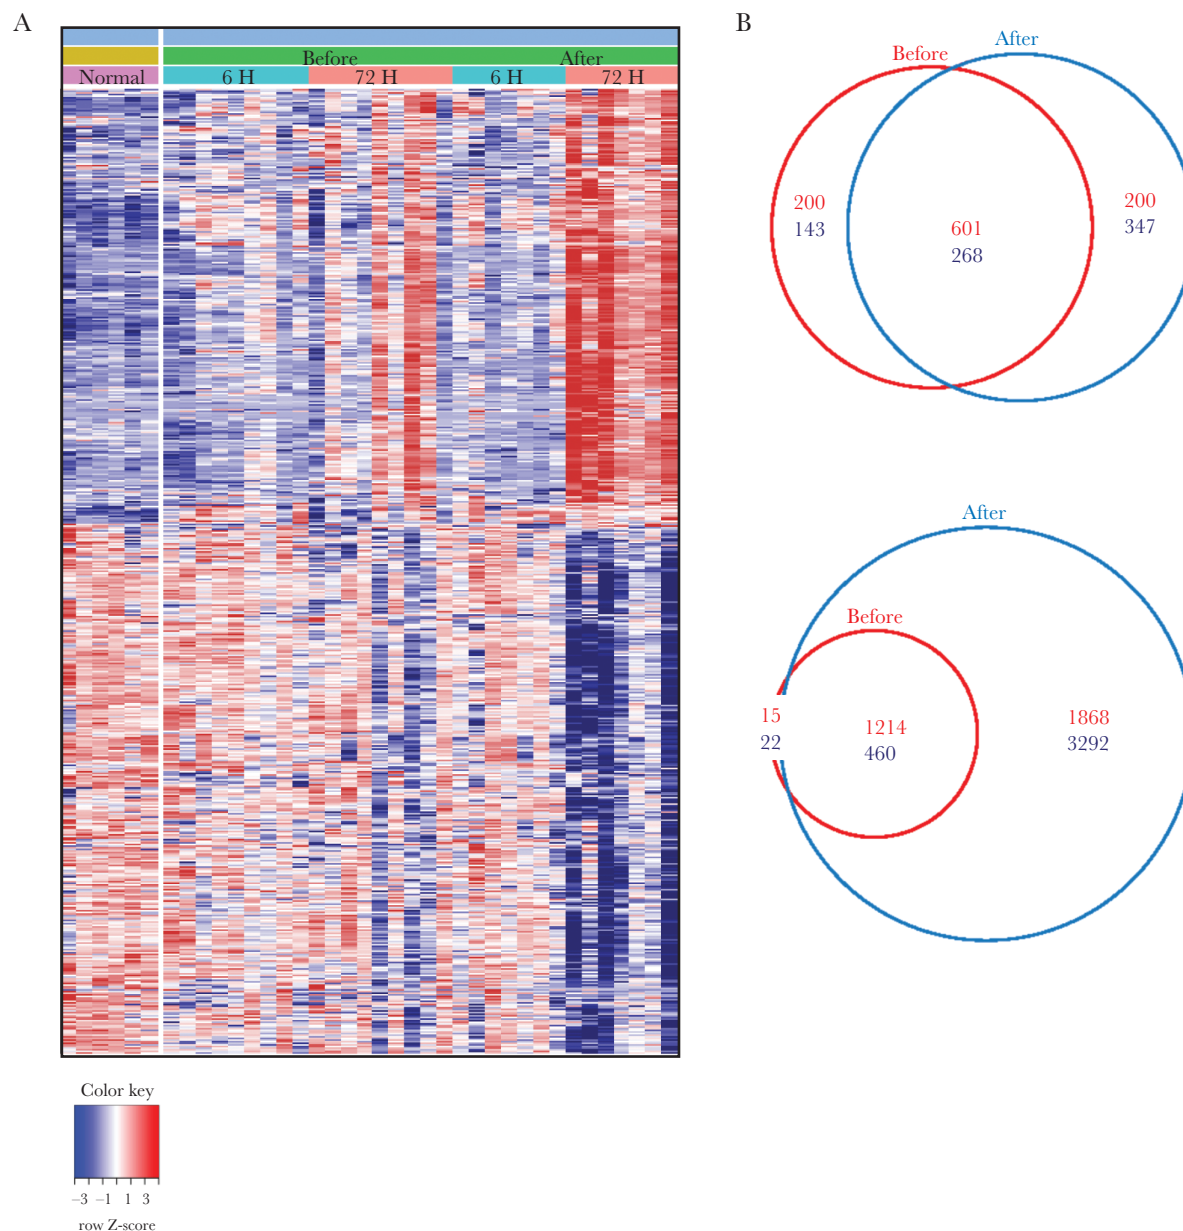 A
B
Before
After
Normal
6 H
72 H
6 H
72 H
After
Before
200
143
601
268
200
347
After
Before
15
22
1214
460
1868
3292
Color key
–3 –1 1 3
row Z-score